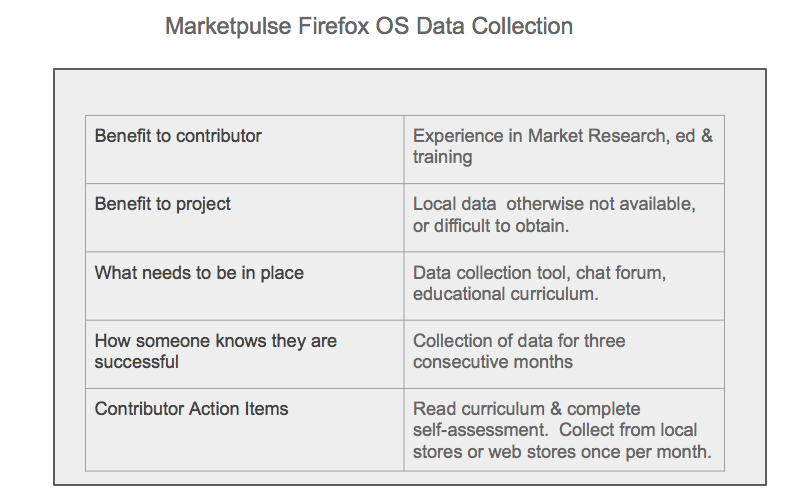 Marketpulse Firefox OS Data Collection
Benefit to contributor
Experience in Market Research, ed &
training
Benefit to project
Local data  otherwise not available,
or difficult to obtain.
What needs to be in place
Data collection tool, chat forum,
educational curriculum.
How someone knows they are
successful
Collection of data for three
consecutive months
Contributor Action Items
Read curriculum & complete
self-assessment.  Collect from local
stores or web stores once per month.